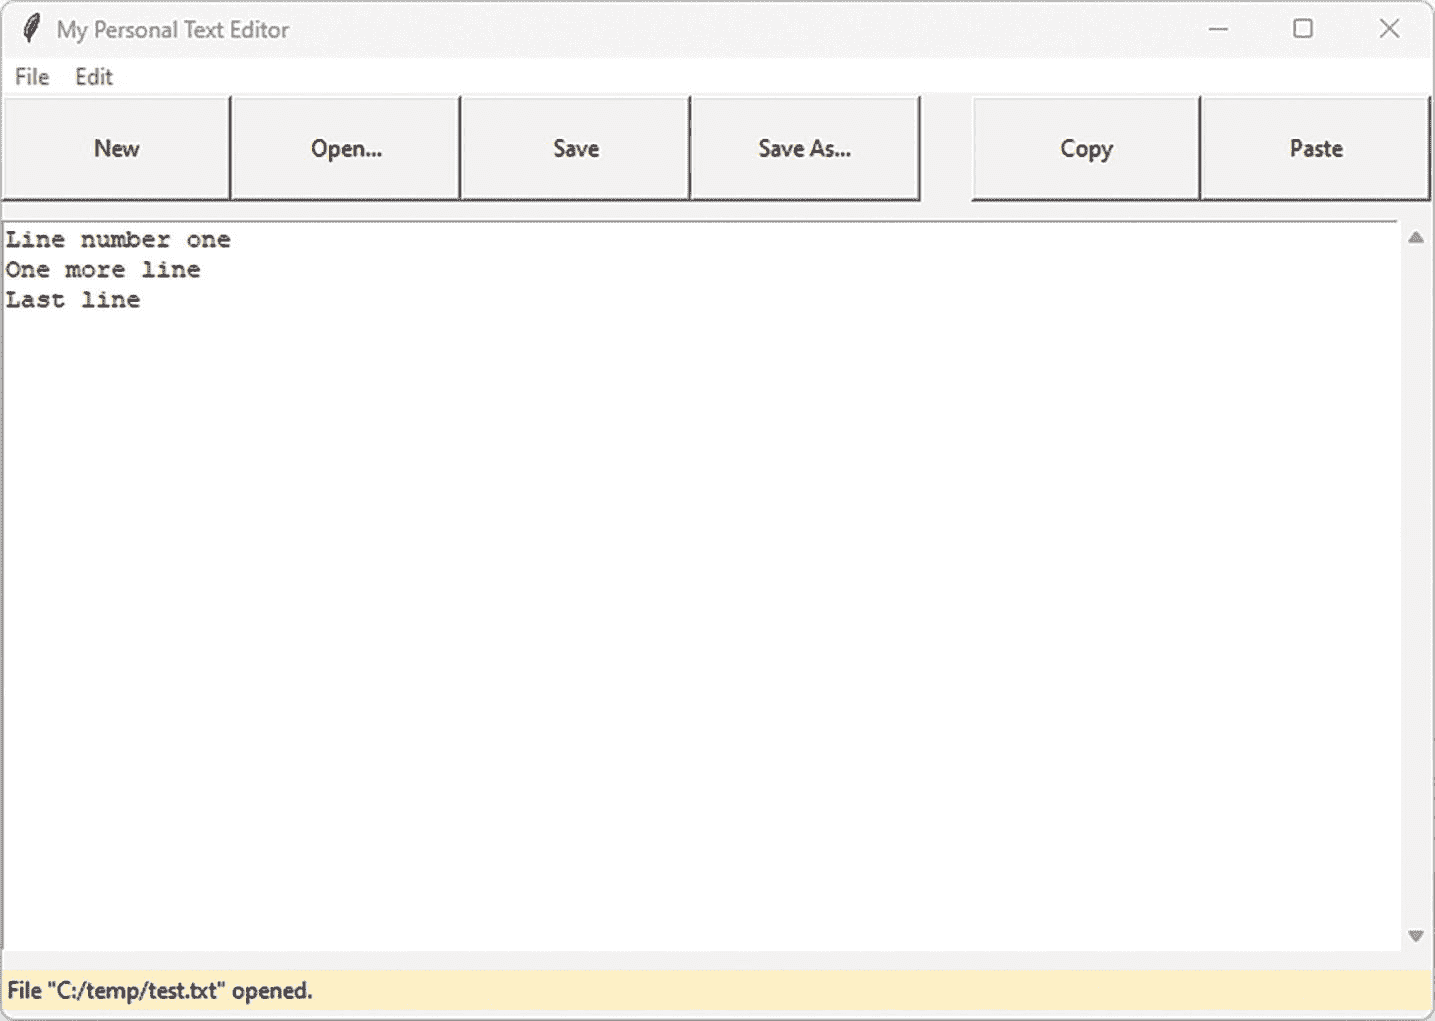 My Personal Text Editor
File Edit
New Open... Save Save As... Copy Paste
Line number one
One more line
Last line
File "C:/temp/test.txt" opened.